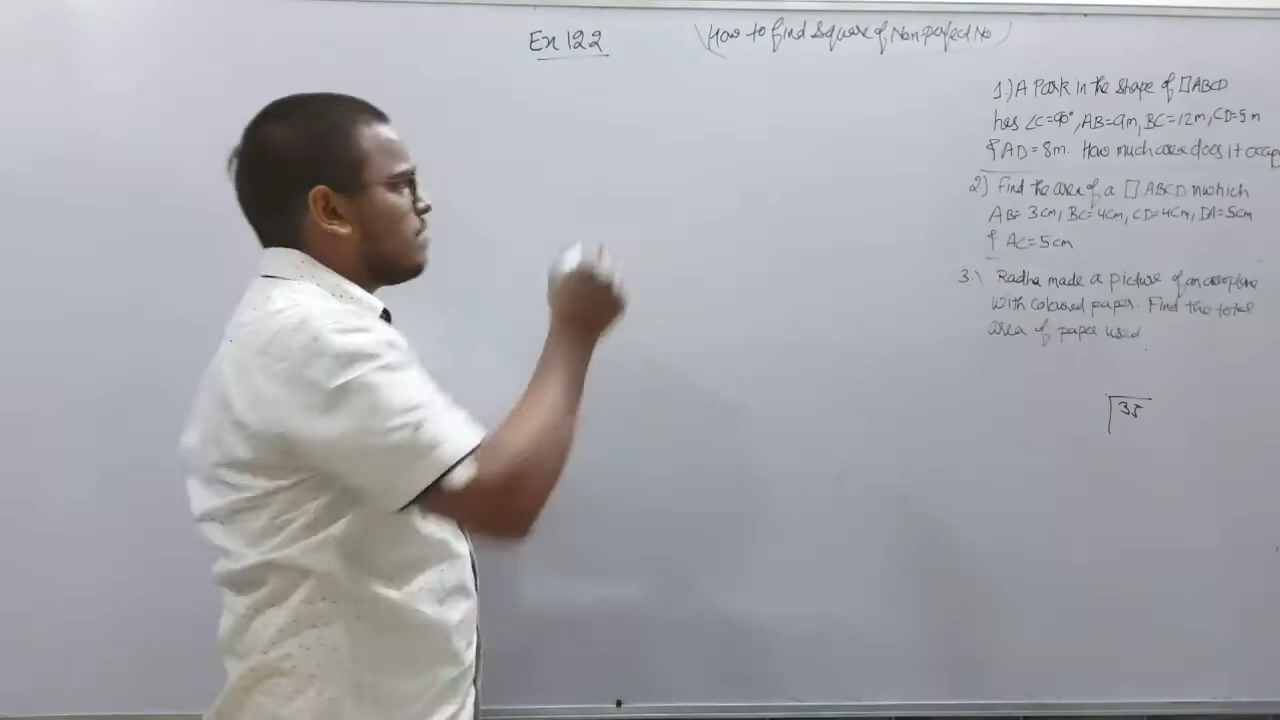 Ex 12.2
(How to find Square of Non perfect No)
1.) A Park in the shape of □ABCD
has ∠C=90°, AB=9m, BC=12m, CD=5m
& AD=8m. How much area does it occup
2) Find the area of a □ ABCD in which
AB= 3cm, BC=4cm, CD=4cm, DA=5cm
& AC=5cm
3.) Radha made a picture of an aeroplane
with coloured paper. Find the total
area of paper used.
35